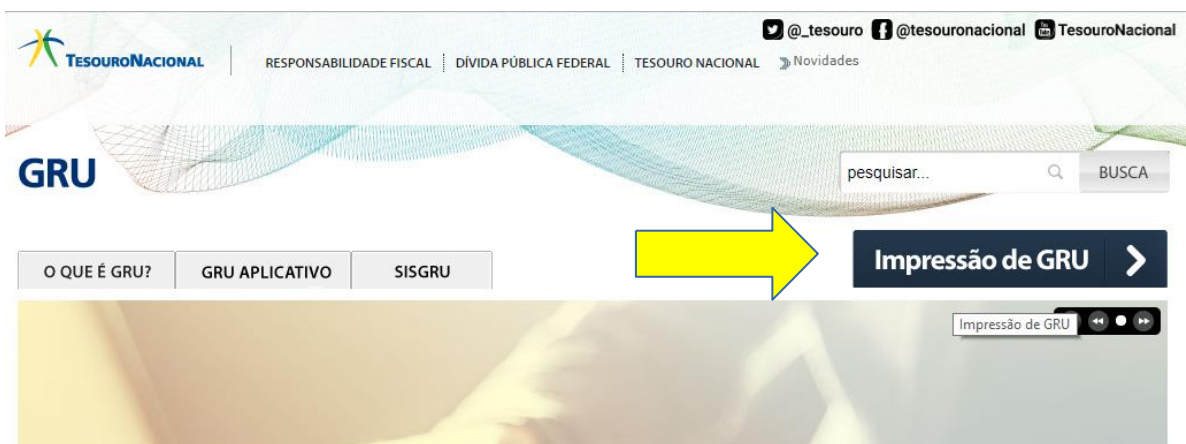 @_tesouro @tesouronacional TesouroNacional
TESOURONACIONAL RESPONSABILIDADE FISCAL DÍVIDA PÚBLICA FEDERAL TESOURO NACIONAL Novidades
GRU pesquisar... BUSCA
Impressão de GRU
O QUE É GRU? GRU APLICATIVO SISGRU
Impressão de GRU